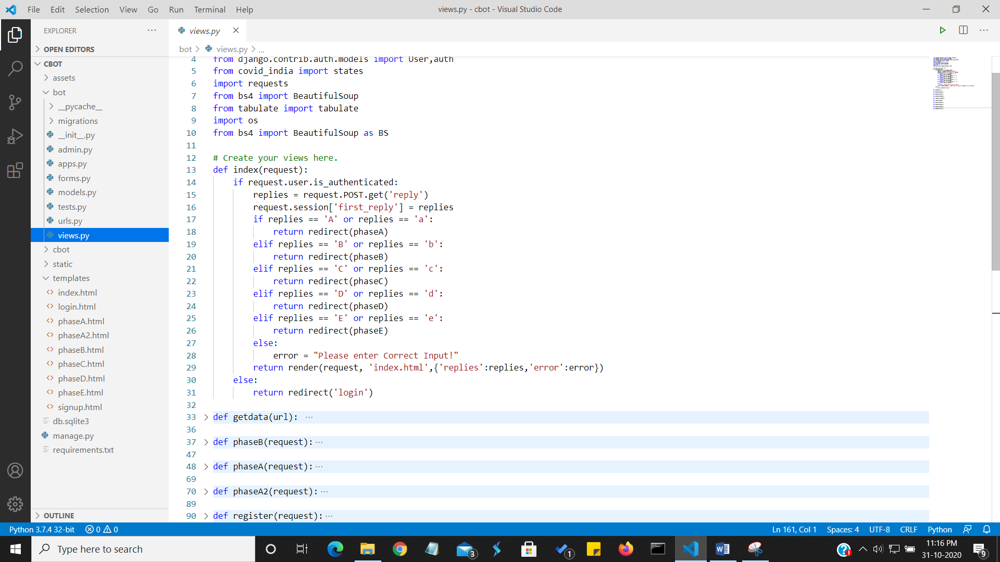 File Edit Selection View Go Run Terminal Help
views.py - cbot - Visual Studio Code
EXPLORER ...
OPEN EDITORS
CBOT
assets
bot
__pycache__
migrations
__init__.py
admin.py
apps.py
forms.py
models.py
tests.py
urls.py
views.py
cbot
static
templates
index.html
login.html
phaseA.html
phaseA2.html
phaseB.html
phaseC.html
phaseD.html
phaseE.html
signup.html
db.sqlite3
manage.py
requirements.txt
OUTLINE
views.py
bot > views.py > ...
4 from django.contrib.auth.models import User,auth
5 from covid_india import states
6 import requests
7 from bs4 import BeautifulSoup
8 from tabulate import tabulate
9 import os
10 from bs4 import BeautifulSoup as BS
11
12 # Create your views here.
13 def index(request):
14 if request.user.is_authenticated:
15 replies = request.POST.get('reply')
16 request.session['first_reply'] = replies
17 if replies == 'A' or replies == 'a':
18 return redirect(phaseA)
19 elif replies == 'B' or replies == 'b':
20 return redirect(phaseB)
21 elif replies == 'C' or replies == 'c':
22 return redirect(phaseC)
23 elif replies == 'D' or replies == 'd':
24 return redirect(phaseD)
25 elif replies == 'E' or replies == 'e':
26 return redirect(phaseE)
27 else:
28 error = "Please enter Correct Input!"
29 return render(request, 'index.html',{'replies':replies,'error':error})
30 else:
31 return redirect('login')
32
33 def getdata(url): ...
36
37 def phaseB(request): ...
47
48 def phaseA(request): ...
69
70 def phaseA2(request): ...
89
90 def register(request): ...
Python 3.7.4 32-bit 0 0 Ln 161, Col 1 Spaces: 4 UTF-8 CRLF Python
Type here to search
3
1
11:16 PM
31-10-2020
9